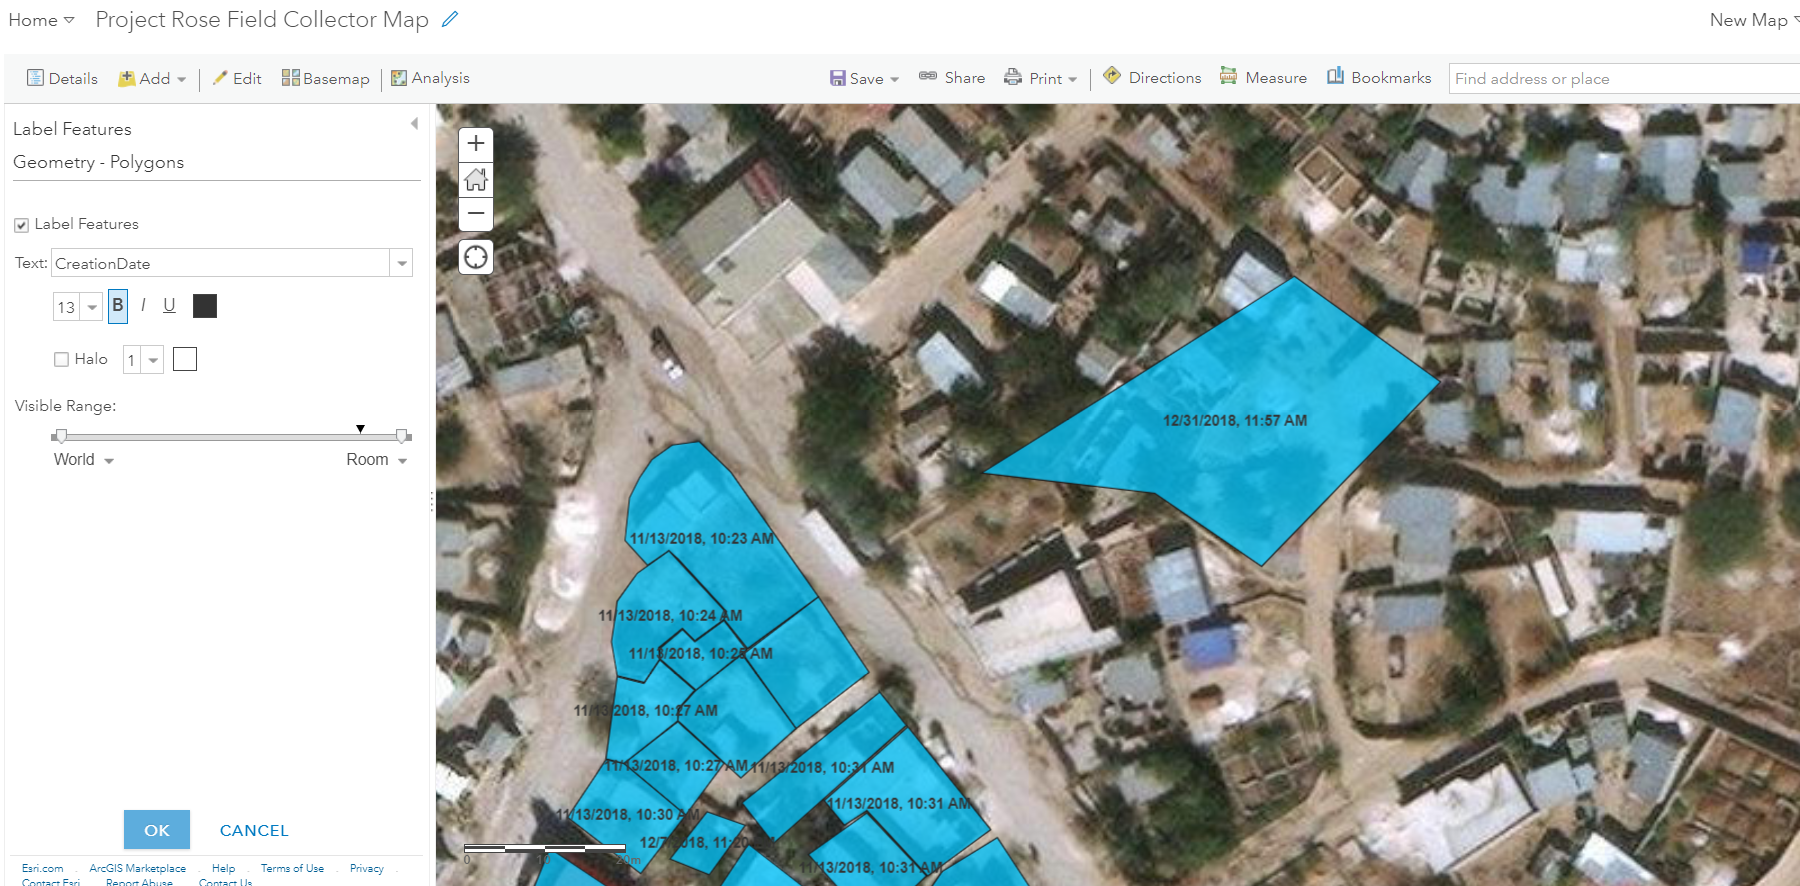 Home Project Rose Field Collector Map New Map
Details Add Edit Basemap Analysis Save Share Print Directions Measure Bookmarks Find address or place
Label Features
Geometry - Polygons
Label Features
Text: CreationDate
13 B I U
Halo 1
Visible Range:
World Room
OK CANCEL
Esri.com . ArcGIS Marketplace . Help . Terms of Use . Privacy .
Contact Esri . Report Abuse . Contact Us
12/31/2018, 11:57 AM
11/13/2018, 10:23 AM
11/13/2018, 10:24 AM
11/13/2018, 10:25 AM
11/13/2018, 10:27 AM
11/13/2018, 10:27 AM 11/13/2018, 10:31 AM
11/13/2018, 10:31 AM
11/13/2018, 10:30 AM
0 10 20m
11/13/2018, 10:31 AM